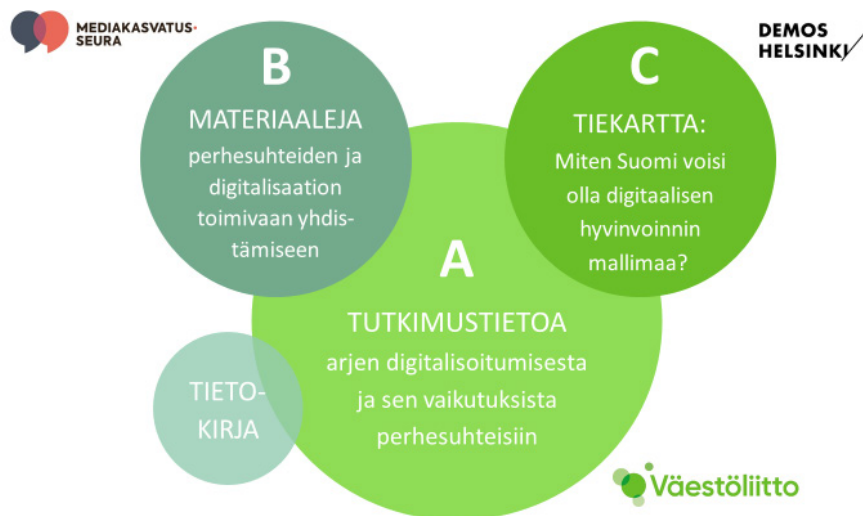 MEDIAKASVATUS-
SEURA
DEMOS
HELSINKI
B
MATERIAALEJA
perhesuhteiden ja
digitalisaation
toimivaan yhdis-
tämiseen
C
TIEKARTTA:
Miten Suomi voisi
olla digitaalisen
hyvinvoinnin
mallimaa?
A
TUTKIMUSTIETOA
arjen digitalisoitumisesta
ja sen vaikutuksista
perhesuhteisiin
TIETO-
KIRJA
Väestöliitto